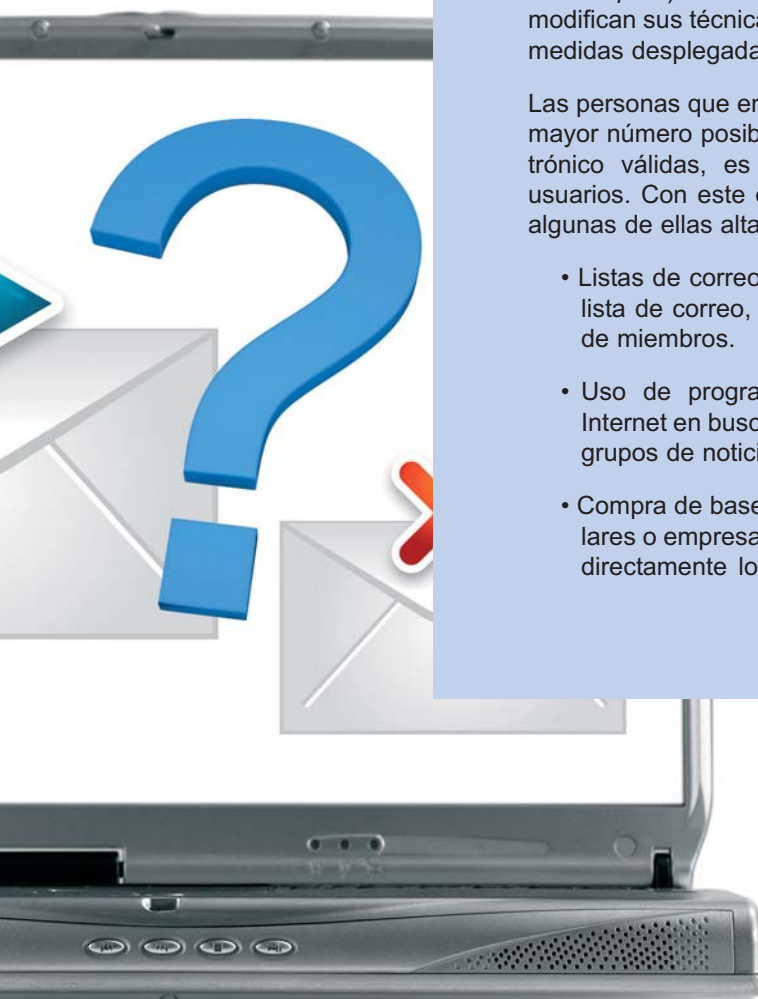 modifican sus técnica
medidas desplegada
Las personas que en
mayor número posib
trónico válidas, es
usuarios. Con este
algunas de ellas alta
• Listas de correo
lista de correo,
de miembros.
• Uso de progra
Internet en busc
grupos de notici
• Compra de base
lares o empresa
directamente lo